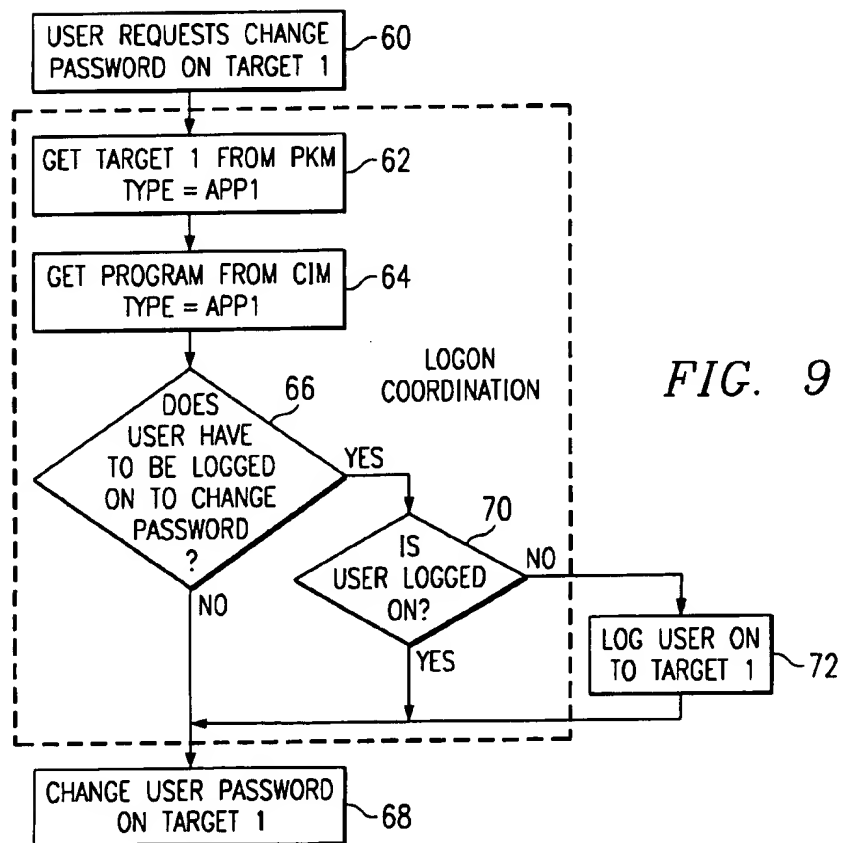 USER REQUESTS CHANGE
PASSWORD ON TARGET 1
60
GET TARGET 1 FROM PKM
TYPE = APP1
62
GET PROGRAM FROM CIM
TYPE = APP1
64
LOGON
COORDINATION
FIG. 9
66
DOES
USER HAVE
TO BE LOGGED
ON TO CHANGE
PASSWORD
?
YES
NO
70
IS
USER LOGGED
ON?
NO
YES
LOG USER ON
TO TARGET 1
72
CHANGE USER PASSWORD
ON TARGET 1
68